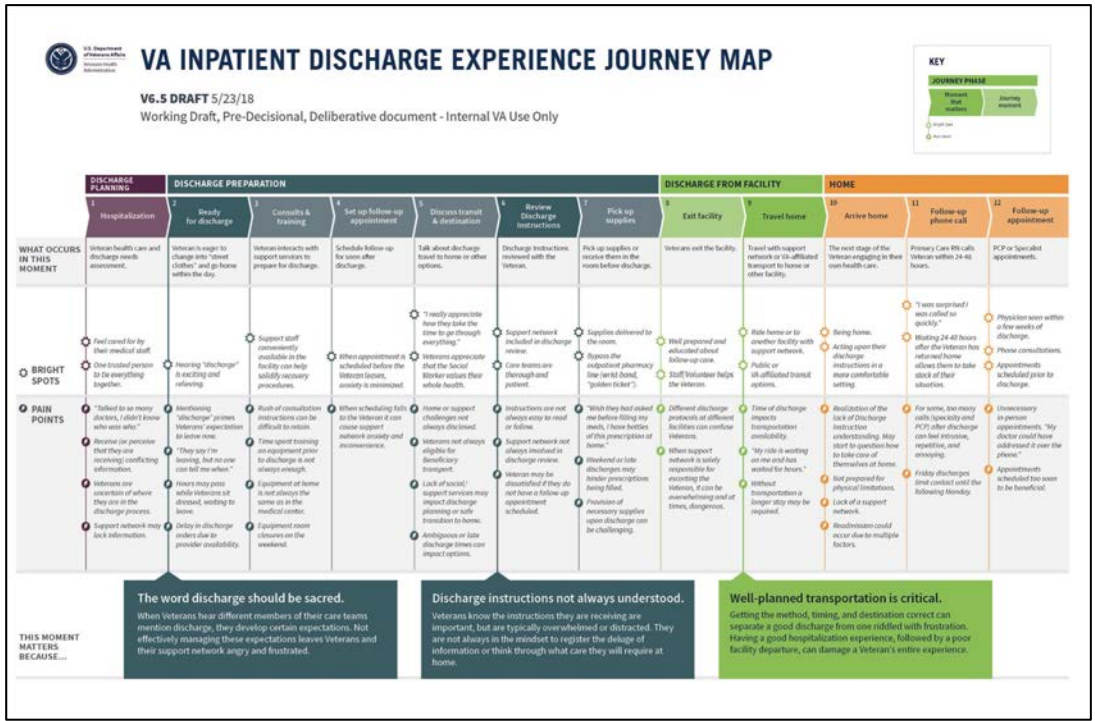 U.S. Department
of Veterans Affairs
Veterans Health
Administration
VA INPATIENT DISCHARGE EXPERIENCE JOURNEY MAP
V6.5 DRAFT 5/23/18
Working Draft, Pre-Decisional, Deliberative document - Internal VA Use Only
KEY
JOURNEY PHASE
Moment
that
matters
Journey
moment
Bright Spot
Pain Point
DISCHARGE
PLANNING
DISCHARGE PREPARATION
DISCHARGE FROM FACILITY
HOME
1
Hospitalization
2
Ready
for discharge
3
Consults &
training
4
Set up follow-up
appointment
5
Discuss transit
& destination
6
Review
Discharge
Instructions
7
Pick up
supplies
8
Exit facility
9
Travel home
10
Arrive home
11
Follow-up
phone call
12
Follow-up
appointment
WHAT OCCURS
IN THIS
MOMENT
Veteran health care and
discharge needs
assessment.
Veteran is eager to
change into "street
clothes" and go home
within the day.
Veteran interacts with
support services to
prepare for discharge.
Schedule follow-up
for soon after
discharge.
Talk about discharge
travel to home or other
options.
Discharge Instructions
reviewed with the
Veteran.
Pick up supplies or
receive them in the
room before discharge.
Veterans exit the facility.
Travel with support
network or VA-affiliated
transport to home or
other facility.
The next stage of the
Veteran engaging in their
own health care.
Primary Care RN calls
Veteran within 24-48
hours.
PCP or Specialist
appointments.
BRIGHT
SPOTS
Feel cared for by
their medical staff.
One trusted person
to tie everything
together.
Hearing "discharge"
is exciting and
relieving.
Support staff
conveniently
available in the
facility can help
solidify recovery
procedures.
When appointment is
scheduled before the
Veteran leaves,
anxiety is minimized.
"I really appreciate
how they take the
time to go through
everything."
Veterans appreciate
that the Social
Worker values their
whole health.
Support network
included in discharge
review.
Care teams are
thorough and
patient.
Supplies delivered to
the room.
Bypass the
outpatient pharmacy
line (wrist band,
"golden ticket").
Well prepared and
educated about
follow-up care.
Staff/Volunteer helps
the Veteran.
Ride home or to
another facility with
support network.
Public or
VA-affiliated transit
options.
Being home.
Acting upon their
discharge
instructions in a
more comfortable
setting.
"I was surprised I
was called so
quickly."
Waiting 24-48 hours
after the Veteran has
returned home
allows them to take
stock of their
situation.
Physician seen within
a few weeks of
discharge.
Phone consultations.
Appointments
scheduled prior to
discharge.
PAIN
POINTS
"Talked to so many
doctors, I didn't know
who was who."
Receive (or perceive
that they are
receiving) conflicting
information.
Veterans are
uncertain of where
they are in the
discharge process.
Support network may
lack information.
Mentioning
"discharge" primes
Veterans' expectation
to leave now.
"They say I'm
leaving, but no one
can tell me when."
Hours may pass
while Veterans sit
dressed, waiting to
leave.
Delay in discharge
orders due to
provider availability.
Rush of consultation
instructions can be
difficult to retain.
Time spent training
on equipment prior
to discharge is not
always enough.
Equipment at home
is not always the
same as in the
medical center.
Equipment room
closures on the
weekend.
When scheduling falls
to the Veteran it can
cause support
network anxiety and
inconvenience.
Home or support
challenges not
always disclosed.
Veterans not always
eligible for
beneficiary
transport.
Lack of social/
support services may
impact discharge
planning or safe
transition to home.
Ambiguous or late
discharge times can
impact options.
Instructions are not
always easy to read
or follow.
Support network not
always involved in
discharge review.
Veteran may be
dissatisfied if they do
not have a follow-up
appointment
scheduled.
"Wish they had asked
me before filling my
meds, I have bottles
of this prescription at
home."
Weekend or late
discharges may
hinder prescriptions
being filled.
Provision of
necessary supplies
upon discharge can
be challenging.
Different discharge
protocols at different
facilities can confuse
Veterans.
When support
network is solely
responsible for
escorting the
Veteran, it can be
overwhelming and at
times, dangerous.
Time of discharge
impacts
transportation
availability.
"My ride is waiting
on me and has
waited for hours."
Without
transportation a
longer stay may be
required.
Realization of the
lack of Discharge
Instruction
understanding. May
start to question how
to take care of
themselves at home.
Not prepared for
physical limitations.
Lack of a support
network.
Readmission could
occur due to multiple
factors.
For some, too many
calls (specialty and
PCP) after discharge
can feel intrusive,
repetitive, and
annoying.
Friday discharges
limit contact until the
following Monday.
Unnecessary
in-person
appointments. "My
doctor could have
addressed it over the
phone."
Appointments
scheduled too soon
to be beneficial.
THIS MOMENT
MATTERS
BECAUSE...
The word discharge should be sacred.
When Veterans hear different members of their care teams
mention discharge, they develop certain expectations. Not
effectively managing these expectations leaves Veterans and
their support network angry and frustrated.
Discharge instructions not always understood.
Veterans know the instructions they are receiving are
important, but are typically overwhelmed or distracted. They
are not always in the mindset to register the deluge of
information or think through what care they will require at
home.
Well-planned transportation is critical.
Getting the method, timing, and destination correct can
separate a good discharge from one riddled with frustration.
Having a good hospitalization experience, followed by a poor
facility departure, can damage a Veteran's entire experience.